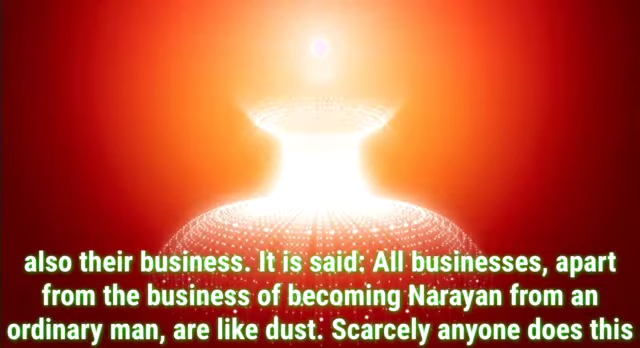 also their business. It is said: All businesses, apart
from the business of becoming Narayan from an
ordinary man, are like dust. Scarcely anyone does this